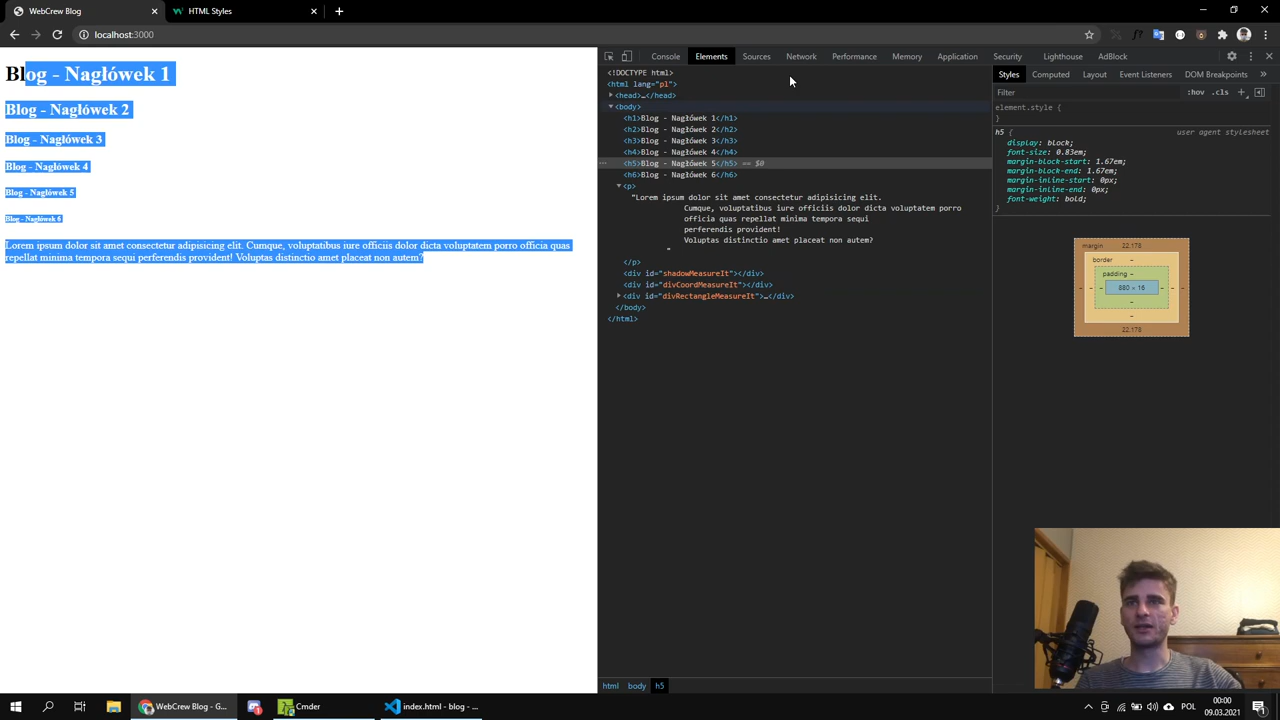 WebCrew Blog
HTML Styles
localhost:3000
Blog - Nagłówek 1
Blog - Nagłówek 2
Blog - Nagłówek 3
Blog - Nagłówek 4
Blog - Nagłówek 5
Blog - Nagłówek 6
Lorem ipsum dolor sit amet consectetur adipisicing elit. Cumque, voluptatibus iure officiis dolor dicta voluptatem porro officia quas
repellat minima tempora sequi perferendis provident! Voluptas distinctio amet placeat non autem?
Console Elements Sources Network Performance Memory Application Security Lighthouse AdBlock
<!DOCTYPE html>
<html lang="pl">
<head>…</head>
<body>
<h1>Blog - Nagłówek 1</h1>
<h2>Blog - Nagłówek 2</h2>
<h3>Blog - Nagłówek 3</h3>
<h4>Blog - Nagłówek 4</h4>
<h5>Blog - Nagłówek 5</h5> == $0
<h6>Blog - Nagłówek 6</h6>
<p>
"Lorem ipsum dolor sit amet consectetur adipisicing elit.
Cumque, voluptatibus iure officiis dolor dicta voluptatem porro
officia quas repellat minima tempora sequi
perferendis provident!
Voluptas distinctio amet placeat non autem?
"
</p>
<div id="shadowMeasureIt"></div>
<div id="divCoordMeasureIt"></div>
<div id="divRectangleMeasureIt">…</div>
</body>
</html>
html body h5
Styles Computed Layout Event Listeners DOM Breakpoints »
Filter :hov .cls +
element.style {
}
h5 { user agent stylesheet
display: block;
font-size: 0.83em;
margin-block-start: 1.67em;
margin-block-end: 1.67em;
margin-inline-start: 0px;
margin-inline-end: 0px;
font-weight: bold;
}
margin 22.178
border –
padding –
– – – 880 × 16 – – –
–
–
22.178
WebCrew Blog - G...
Cmder
index.html - blog - ...
POL
00:00
09.03.2021